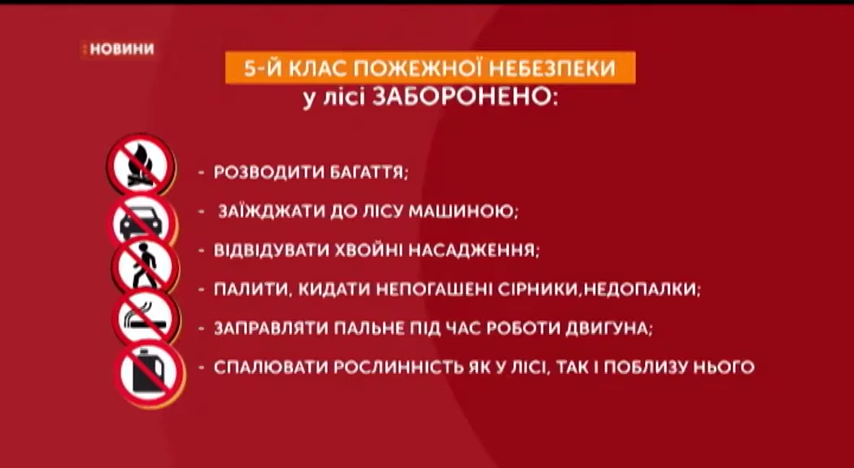 НОВИНИ
5-Й КЛАС ПОЖЕЖНОЇ НЕБЕЗПЕКИ
у лісі ЗАБОРОНЕНО:
- РОЗВОДИТИ БАГАТТЯ;
- ЗАЇЖДЖАТИ ДО ЛІСУ МАШИНОЮ;
- ВІДВІДУВАТИ ХВОЙНІ НАСАДЖЕННЯ;
- ПАЛИТИ, КИДАТИ НЕПОГАШЕНІ СІРНИКИ,НЕДОПАЛКИ;
- ЗАПРАВЛЯТИ ПАЛЬНЕ ПІД ЧАС РОБОТИ ДВИГУНА;
- СПАЛЮВАТИ РОСЛИННІСТЬ ЯК У ЛІСІ, ТАК І ПОБЛИЗУ НЬОГО